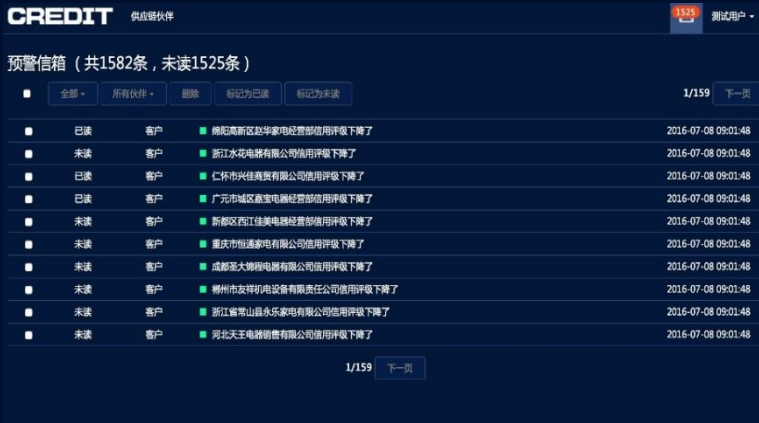 CREDIT 供应链伙伴 1525 测试用户
预警信箱（共1582条，未读1525条）
全部 所有伙伴 删除 标记为已读 标记为未读 1/159 下一页
已读 客户 绵阳高新区赵华家电经营部信用评级下降了 2016-07-08 09:01:48
未读 客户 浙江水花电器有限公司信用评级下降了 2016-07-08 09:01:48
已读 客户 仁怀市兴佳商贸有限公司信用评级下降了 2016-07-08 09:01:48
已读 客户 广元市城区嘉宝电器经营部信用评级下降了 2016-07-08 09:01:48
未读 客户 新都区西江佳美电器经营部信用评级下降了 2016-07-08 09:01:48
未读 客户 重庆市恒通家电有限公司信用评级下降了 2016-07-08 09:01:48
未读 客户 成都圣大锦程电器有限公司信用评级下降了 2016-07-08 09:01:48
未读 客户 郴州市友祥机电设备有限责任公司信用评级下降了 2016-07-08 09:01:48
未读 客户 浙江省常山县永乐家电有限公司信用评级下降了 2016-07-08 09:01:48
未读 客户 河北天王电器销售有限公司信用评级下降了 2016-07-08 09:01:48
1/159 下一页